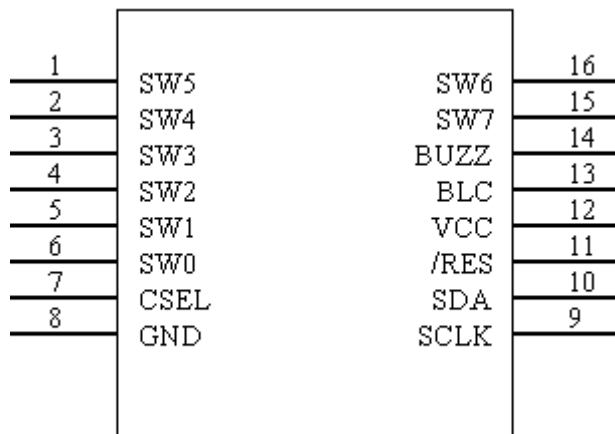 1 SW5 SW6 16
2 SW4 SW7 15
3 SW3 BUZZ 14
4 SW2 BLC 13
5 SW1 VCC 12
6 SW0 /RES 11
7 CSEL SDA 10
8 GND SCLK 9